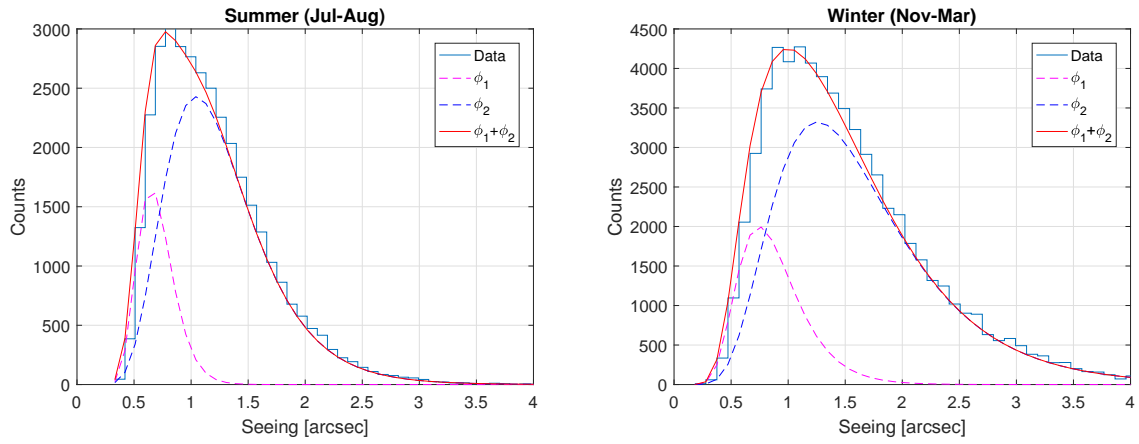 Summer (Jul-Aug)
3000
2500
2000
1500
1000
500
0
Counts
0
0.5
1
1.5
2
2.5
3
3.5
4
Seeing [arcsec]
Data
ϕ1
ϕ2
ϕ1+ϕ2
Winter (Nov-Mar)
4500
4000
3500
3000
2500
2000
1500
1000
500
0
Counts
0
0.5
1
1.5
2
2.5
3
3.5
4
Seeing [arcsec]
Data
ϕ1
ϕ2
ϕ1+ϕ2